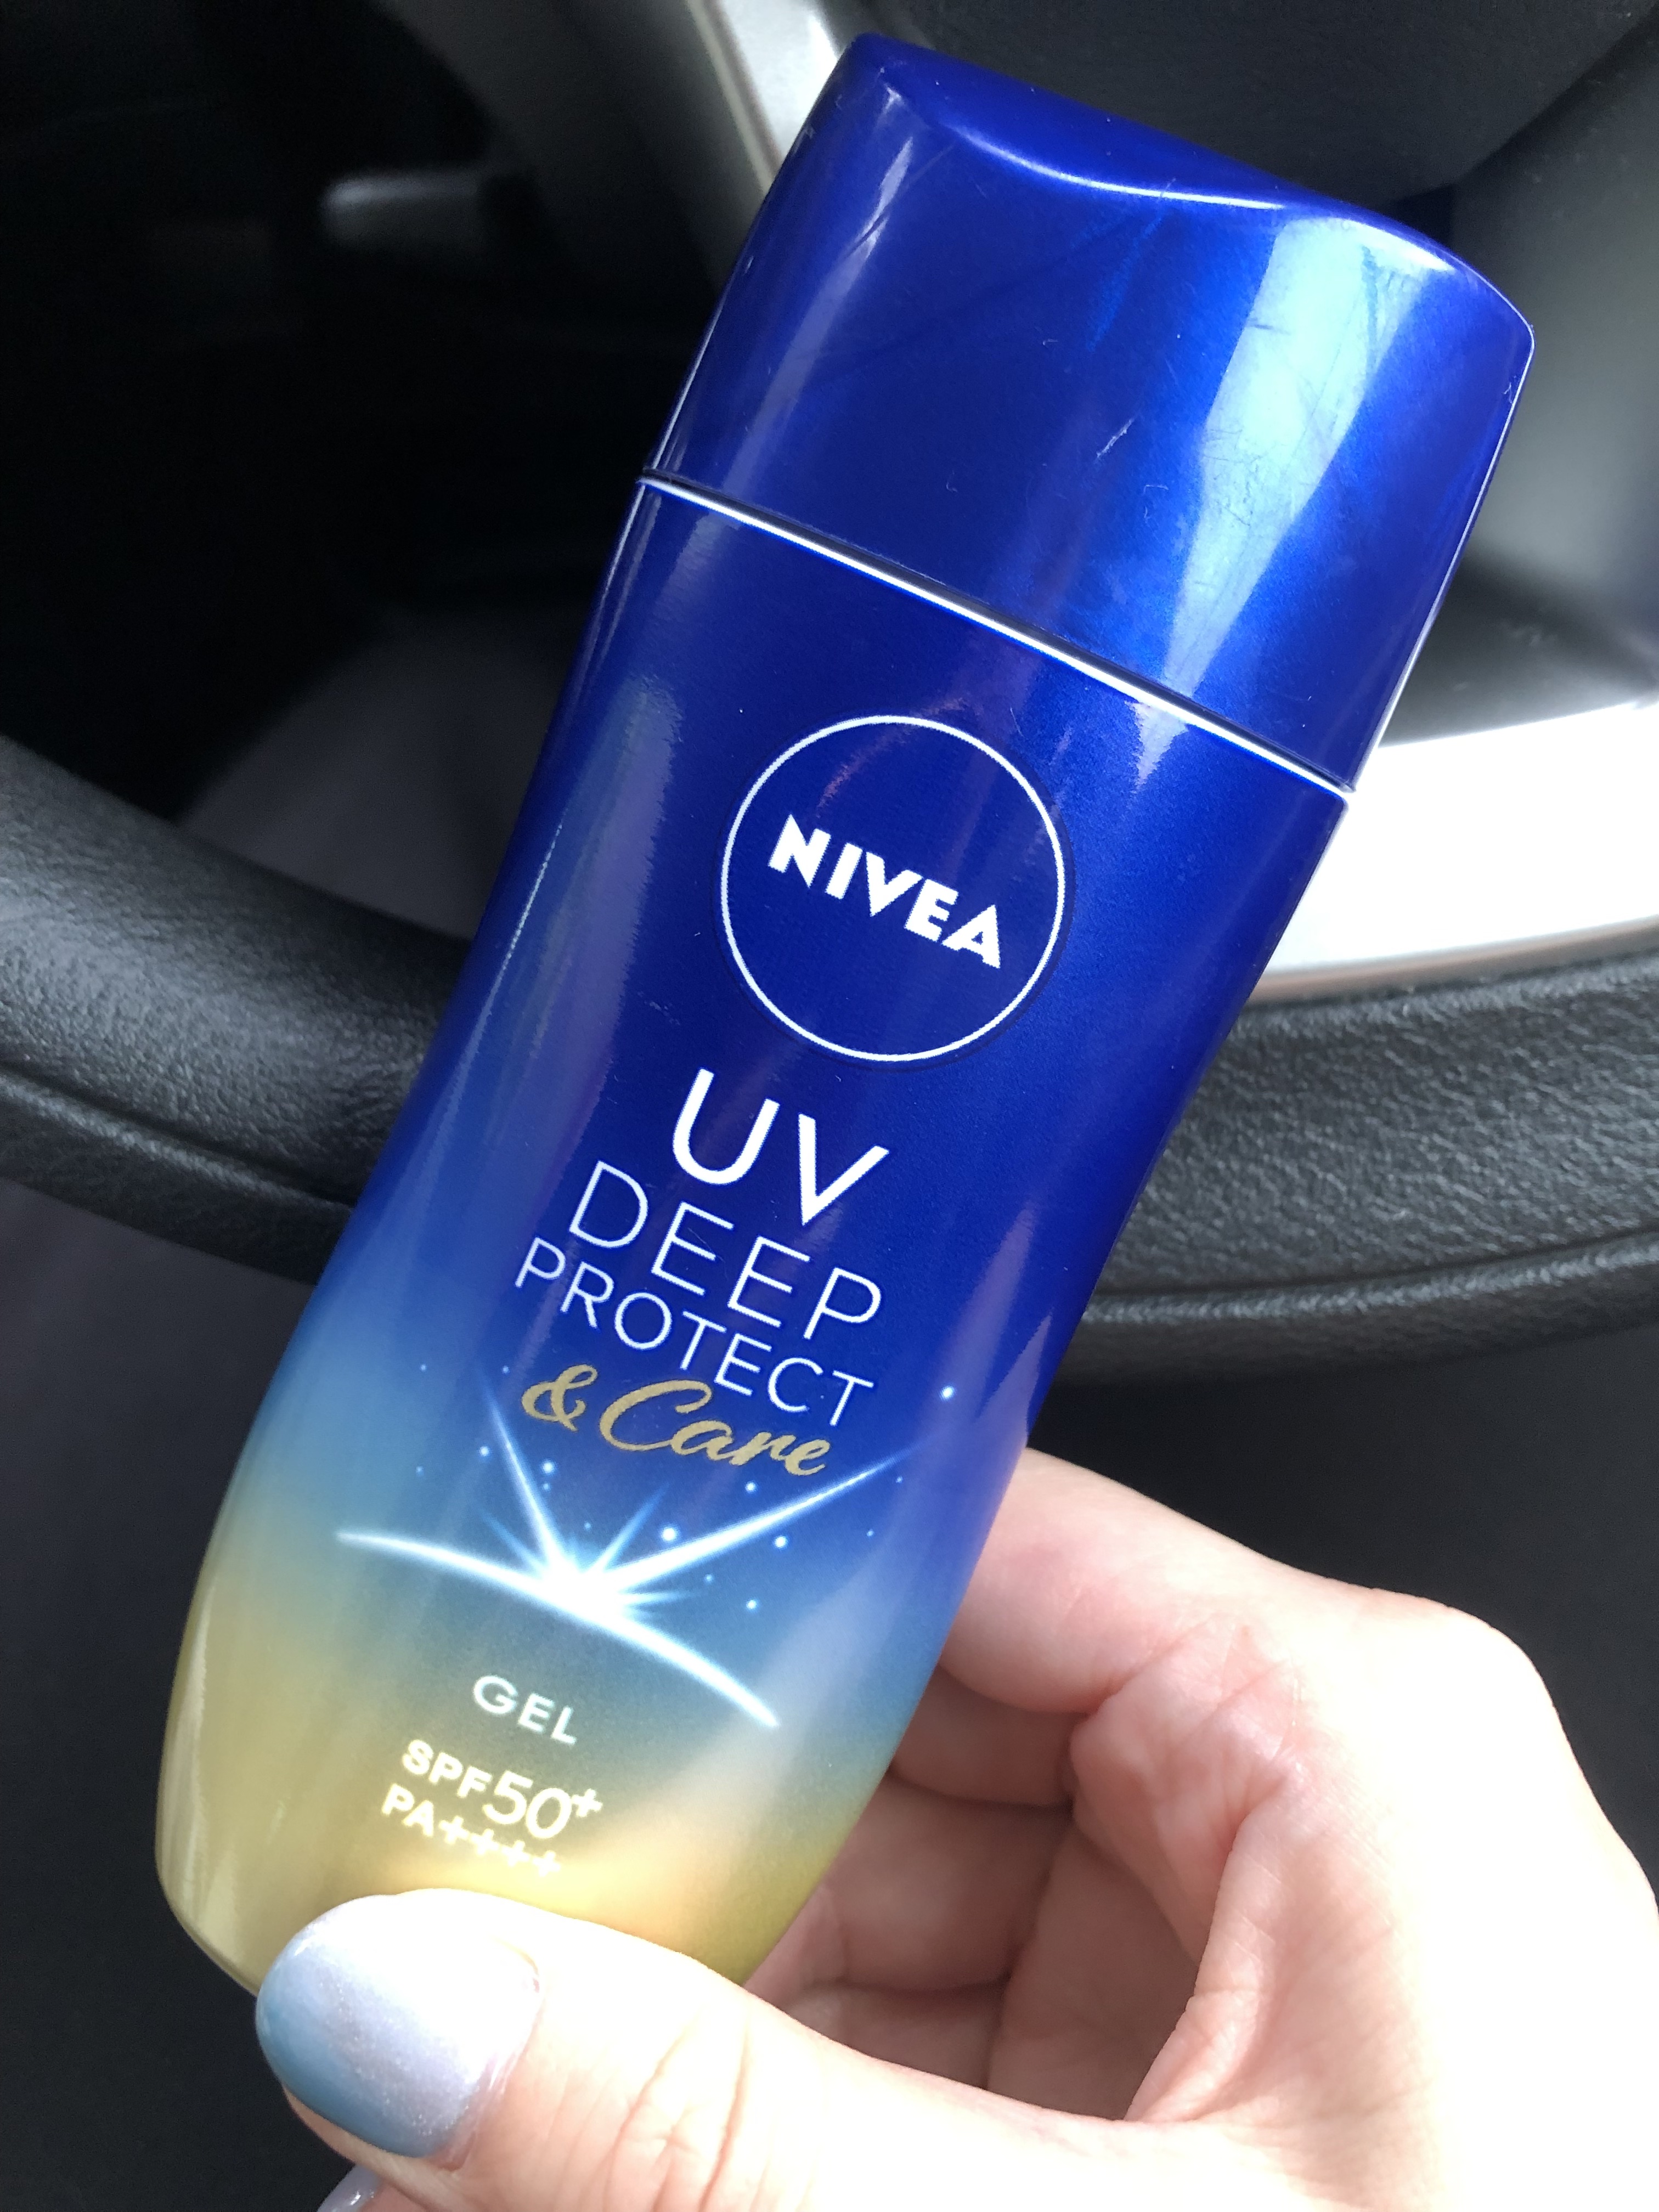 NIVEA
UV
DEEP
PROTECT
& Care
GEL
SPF50+
PA++++